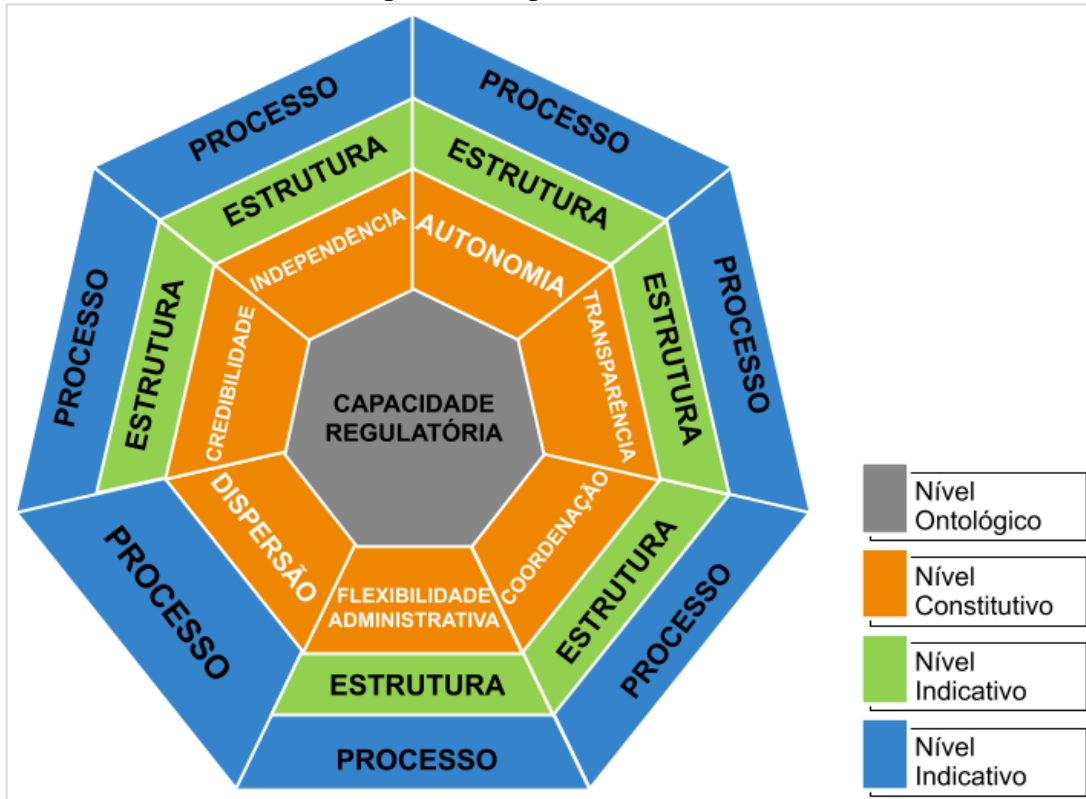 PROCESSO
PROCESSO
ESTRUTURA
ESTRUTURA
INDEPENDÊNCIA
AUTONOMIA
PROCESSO
ESTRUTURA
CREDIBILIDADE
CAPACIDADE
REGULATÓRIA
TRANSPARÊNCIA
ESTRUTURA
PROCESSO
PROCESSO
DISPERSÃO
FLEXIBILIDADE
ADMINISTRATIVA
COORDENAÇÃO
ESTRUTURA
PROCESSO
ESTRUTURA
PROCESSO
Nível
Ontológico
Nível
Constitutivo
Nível
Indicativo
Nível
Indicativo